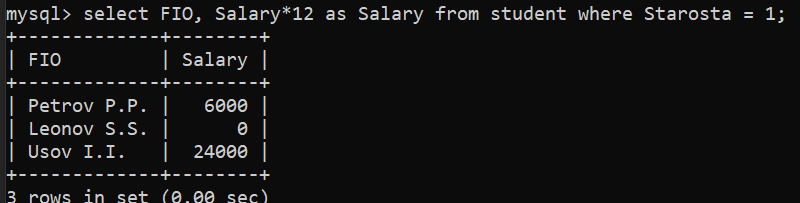 mysql> select FIO, Salary*12 as Salary from student where Starosta = 1;
+-------------+--------+
| FIO         | Salary |
+-------------+--------+
| Petrov P.P. |   6000 |
| Leonov S.S. |      0 |
| Usov I.I.   |  24000 |
+-------------+--------+
3 rows in set (0.00 sec)